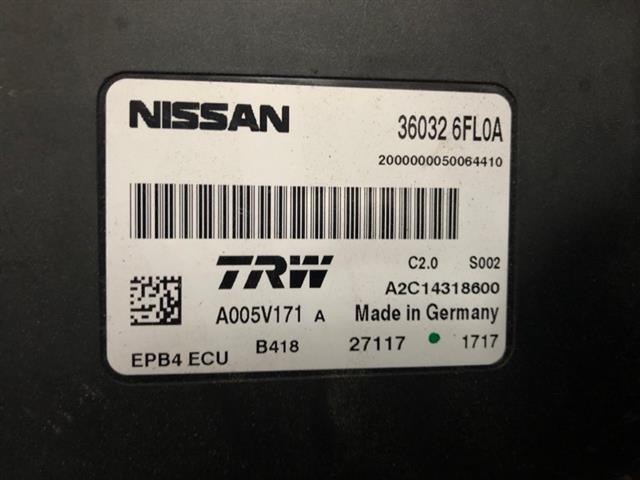 NISSAN 36032 6FL0A
2000000050064410
TRW C2.0 S002
A2C14318600
A005V171 A Made in Germany
EPB4 ECU B418 27117 1717